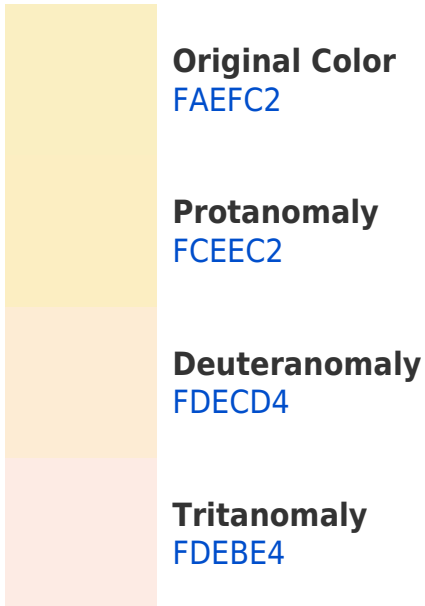 Original Color
FAEFC2
Protanomaly
FCEEC2
Deuteranomaly
FDECD4
Tritanomaly
FDEBE4